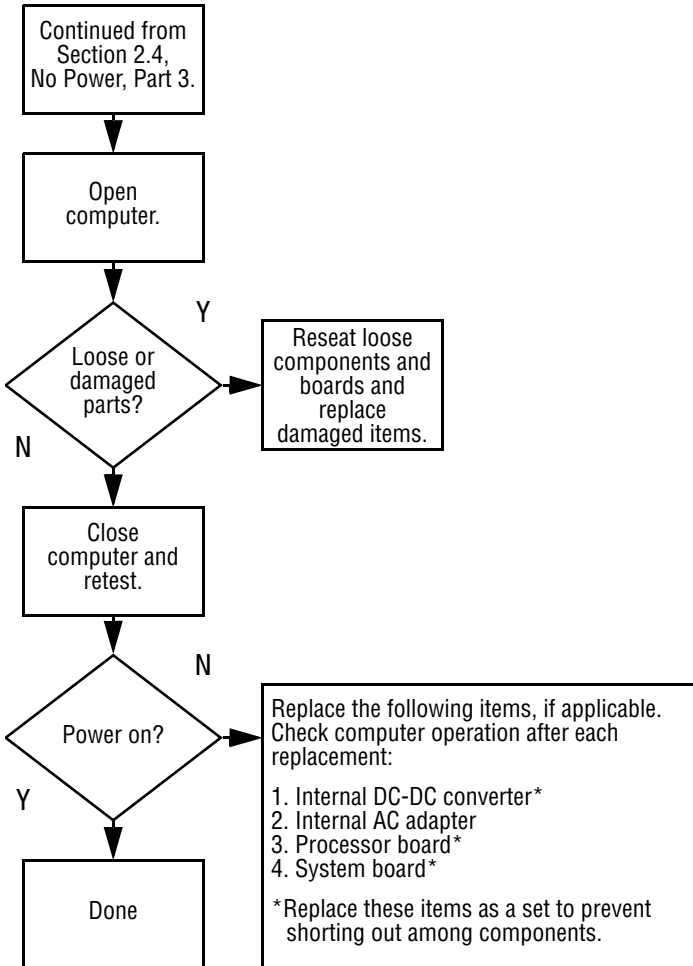 Continued from
Section 2.4,
No Power, Part 3.
Open
computer.
Y
Loose or
damaged
parts?
Reseat loose
components and
boards and
replace
damaged items.
N
Close
computer and
retest.
N
Power on?
Replace the following items, if applicable.
Check computer operation after each
replacement:
1. Internal DC-DC converter*
2. Internal AC adapter
3. Processor board*
4. System board*
*Replace these items as a set to prevent
shorting out among components.
Y
Done